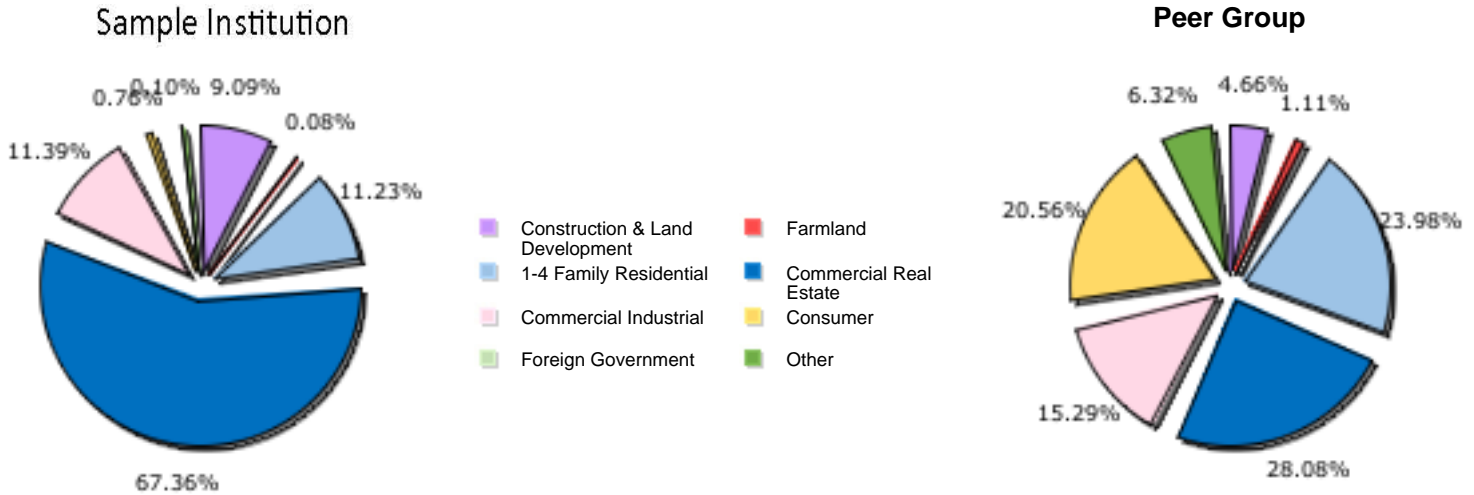 Sample Institution
Peer Group
0.76%
0.10%
9.09%
0.08%
11.39%
11.23%
67.36%
Construction & Land
Development
Farmland
1-4 Family Residential
Commercial Real
Estate
Commercial Industrial
Consumer
Foreign Government
Other
6.32%
4.66%
1.11%
20.56%
23.98%
15.29%
28.08%